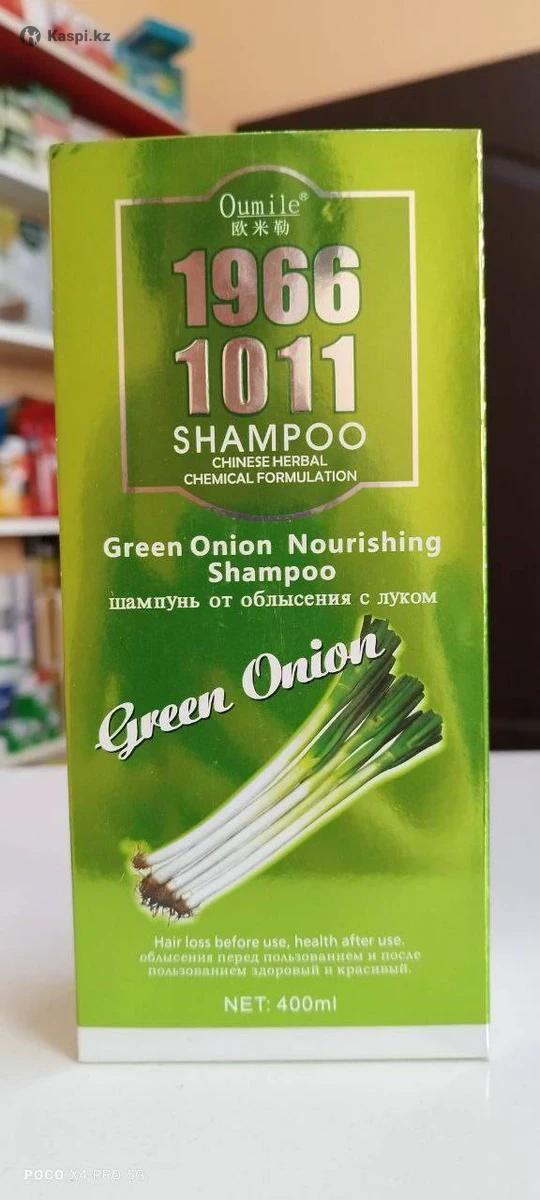 Kaspi.kz
Oumile®
欧米勒
1966
1011
SHAMPOO
CHINESE HERBAL
CHEMICAL FORMULATION
Green Onion Nourishing
Shampoo
шампунь от облысения с луком
Green Onion
Hair loss before use, health after use.
облысения перед пользованием и после
пользованием здоровый и красивый.
NET: 400ml
POCO X4 PRO 5G